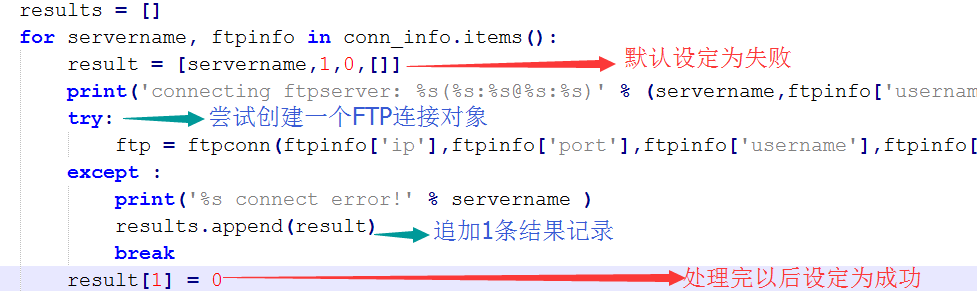 results = []
for servername, ftpinfo in conn_info.items():
result = [servername,1,0,[]] 默认设定为失败
print('connecting ftpserver: %s(%s:%s@%s:%s)' % (servername,ftpinfo['username
try: 尝试创建一个FTP连接对象
ftp = ftpconn(ftpinfo['ip'],ftpinfo['port'],ftpinfo['username'],ftpinfo[
except :
print('%s connect error!' % servername )
results.append(result) 追加1条结果记录
break
result[1] = 0 处理完以后设定为成功